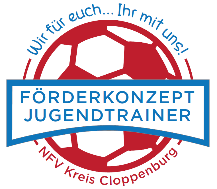 Wir für euch... Ihr mit uns!
FÖRDERKONZEPT
JUGENDTRAINER
NFV Kreis Cloppenburg